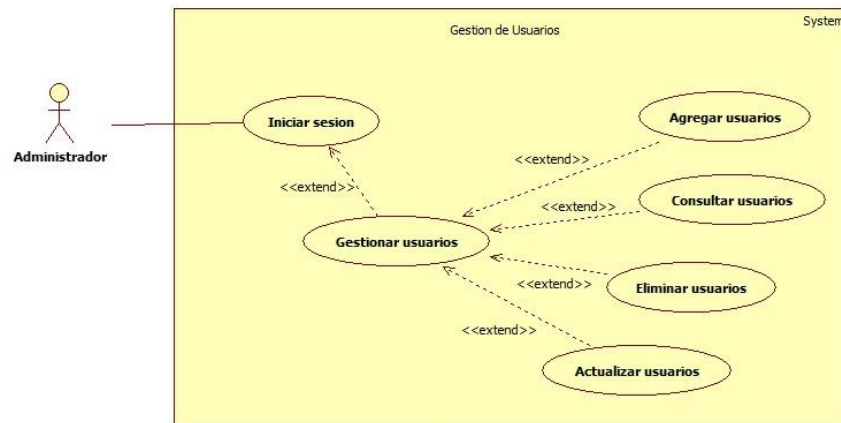 System
Gestion de Usuarios
Iniciar sesion
Agregar usuarios
Administrador
<<extend>>
<<extend>>
Consultar usuarios
<<extend>>
Gestionar usuarios
<<extend>>
Eliminar usuarios
<<extend>>
Actualizar usuarios